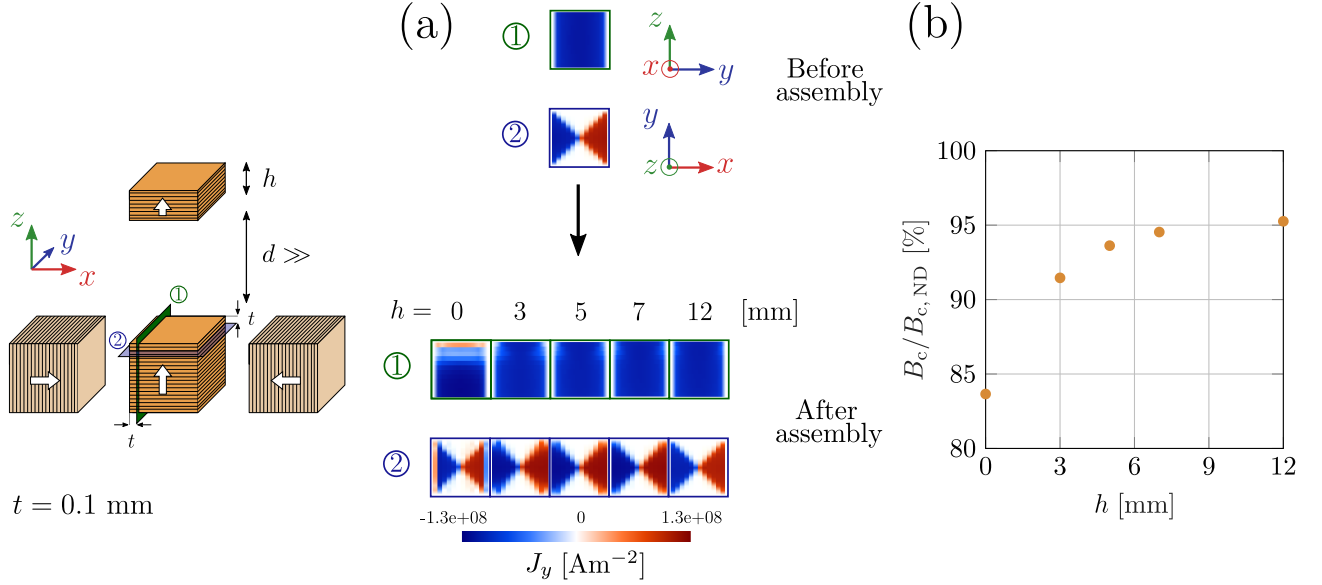 (a)
①
z
x
y
Before
assembly
②
y
z
x
h
z
y
x
d ≫
①
②
t
t
t = 0.1 mm
h = 0 3 5 7 12 [mm]
①
②
After
assembly
-1.3e+08 0 1.3e+08
J_y [Am⁻²]
(b)
B_c/B_c,ND [%]
100
95
90
85
80
0 3 6 9 12
h [mm]